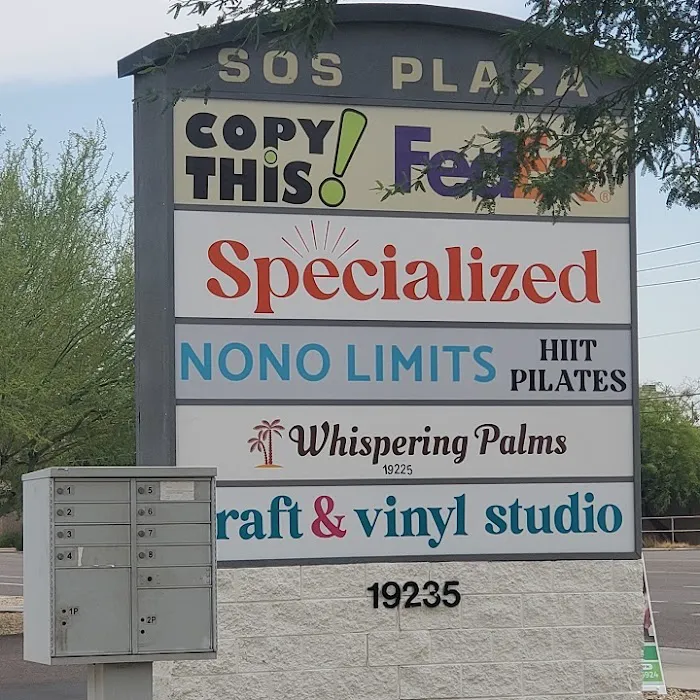 SOS PLAZA
COPY THIS! FedEx
Specialized
NONO LIMITS HIIT PILATES
Whispering Palms
19225
raft & vinyl studio
19235
1 5
2 6
3 7
4 8
1P 2P